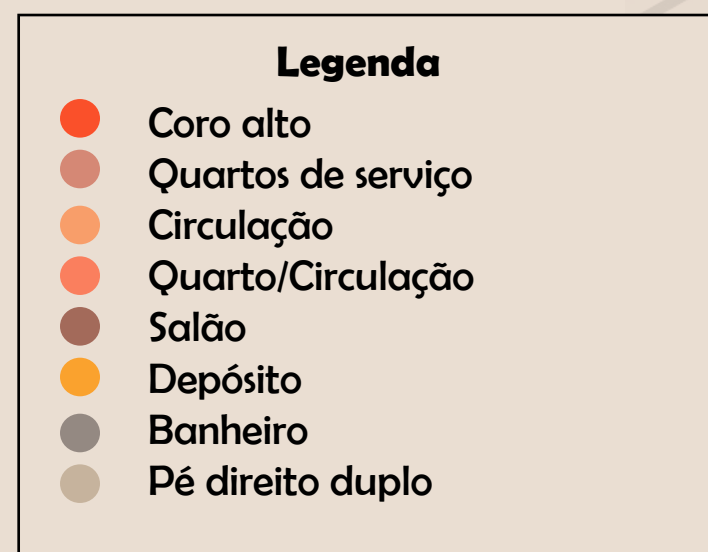 Legenda
Coro alto
Quartos de serviço
Circulação
Quarto/Circulação
Salão
Depósito
Banheiro
Pé direito duplo